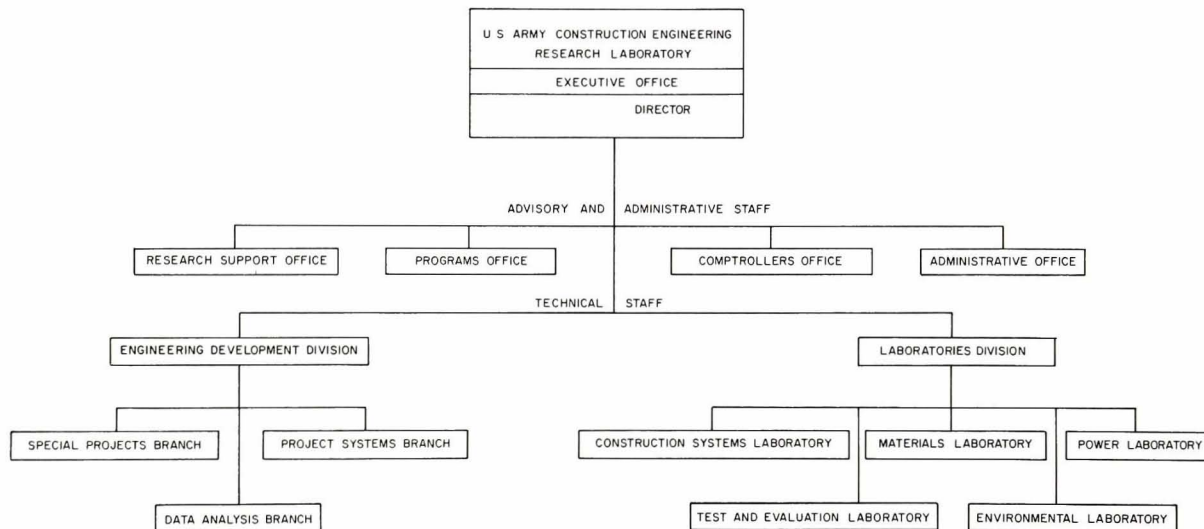 U S ARMY CONSTRUCTION ENGINEERING
RESEARCH LABORATORY
EXECUTIVE OFFICE
DIRECTOR
ADVISORY AND ADMINISTRATIVE STAFF
RESEARCH SUPPORT OFFICE
PROGRAMS OFFICE
COMPTROLLERS OFFICE
ADMINISTRATIVE OFFICE
TECHNICAL STAFF
ENGINEERING DEVELOPMENT DIVISION
LABORATORIES DIVISION
SPECIAL PROJECTS BRANCH
PROJECT SYSTEMS BRANCH
CONSTRUCTION SYSTEMS LABORATORY
MATERIALS LABORATORY
POWER LABORATORY
DATA ANALYSIS BRANCH
TEST AND EVALUATION LABORATORY
ENVIRONMENTAL LABORATORY